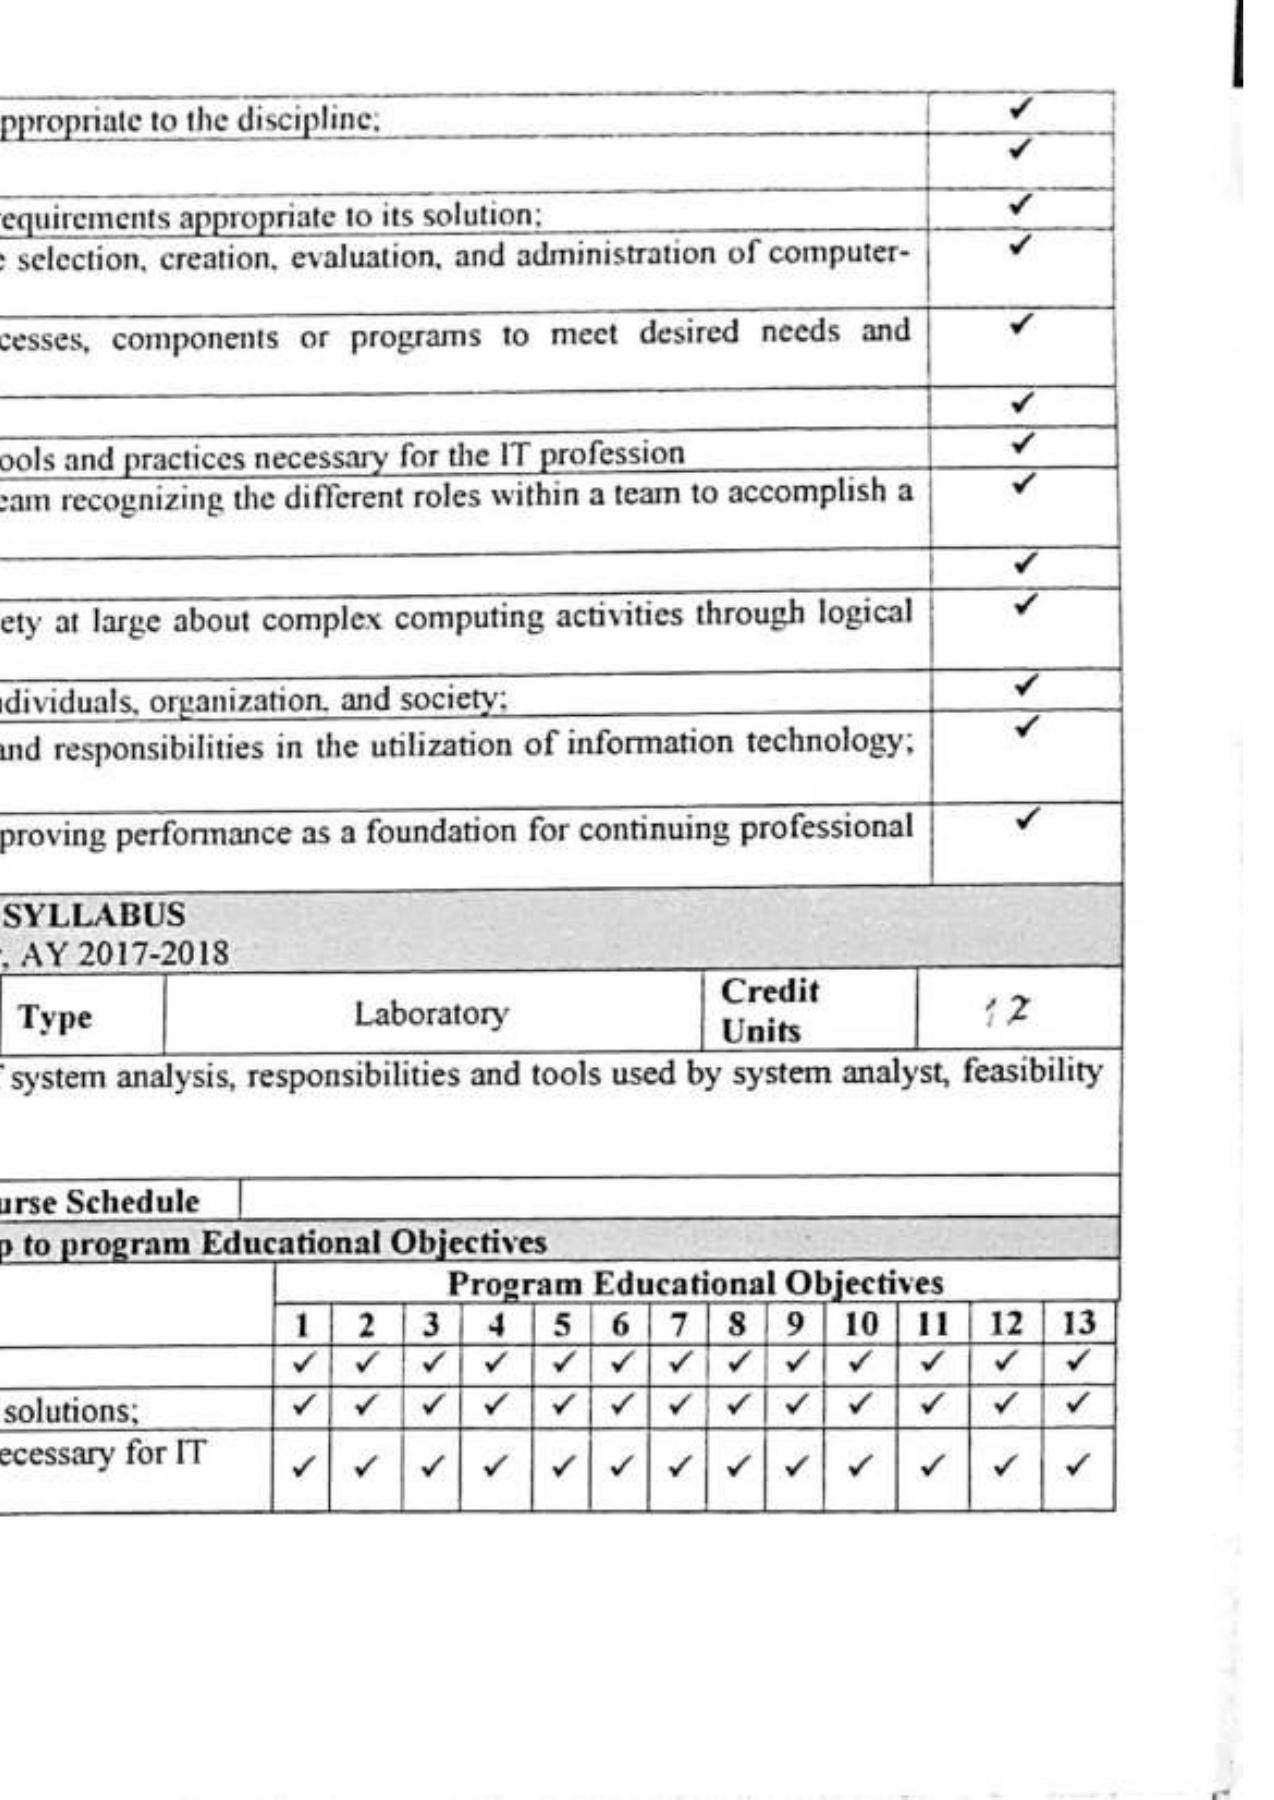 ppropriate to the discipline; ✓
✓
equirements appropriate to its solution; ✓
e selection, creation, evaluation, and administration of computer- ✓
cesses, components or programs to meet desired needs and ✓
✓
ools and practices necessary for the IT profession ✓
eam recognizing the different roles within a team to accomplish a ✓
✓
ety at large about complex computing activities through logical ✓
dividuals, organization, and society; ✓
and responsibilities in the utilization of information technology; ✓
proving performance as a foundation for continuing professional ✓
SYLLABUS
, AY 2017-2018
Type Laboratory Credit Units 12
system analysis, responsibilities and tools used by system analyst, feasibility
urse Schedule
p to program Educational Objectives
Program Educational Objectives
1 2 3 4 5 6 7 8 9 10 11 12 13
✓ ✓ ✓ ✓ ✓ ✓ ✓ ✓ ✓ ✓ ✓ ✓ ✓
solutions; ✓ ✓ ✓ ✓ ✓ ✓ ✓ ✓ ✓ ✓ ✓ ✓ ✓
ecessary for IT ✓ ✓ ✓ ✓ ✓ ✓ ✓ ✓ ✓ ✓ ✓ ✓ ✓